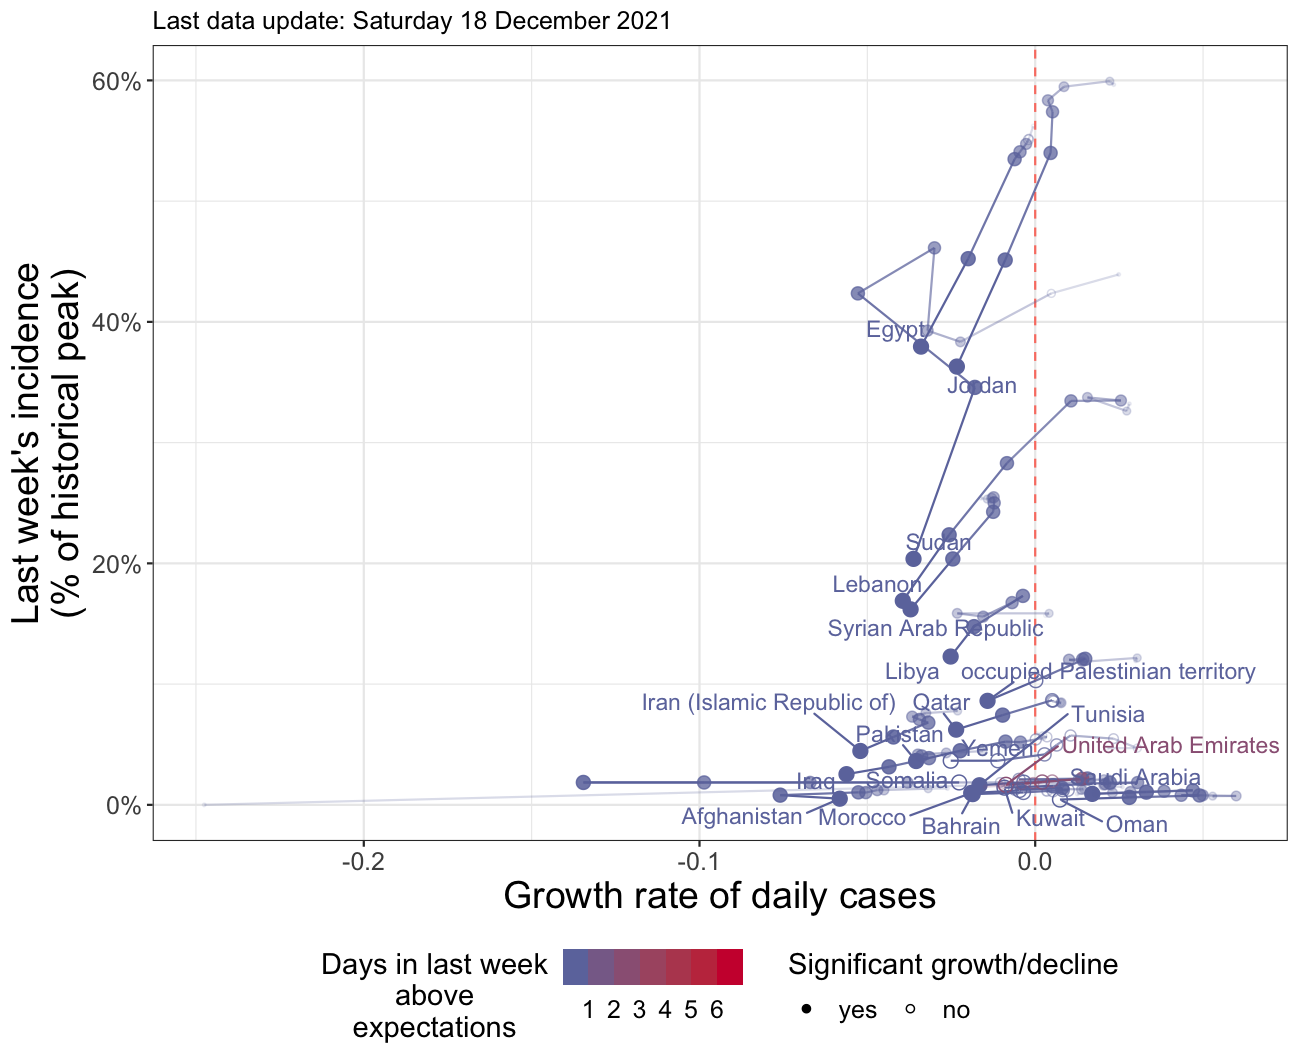 Last data update: Saturday 18 December 2021
Last week's incidence
(% of historical peak)
60%
40%
20%
0%
Egypt
Jordan
Sudan
Lebanon
Syrian Arab Republic
Libya
occupied Palestinian territory
Iran (Islamic Republic of)
Qatar
Tunisia
Pakistan
Yemen
United Arab Emirates
Iraq
Somalia
Saudi Arabia
Afghanistan
Morocco
Bahrain
Kuwait
Oman
-0.2
-0.1
0.0
Growth rate of daily cases
Days in last week
above
expectations
1 2 3 4 5 6
Significant growth/decline
yes
no